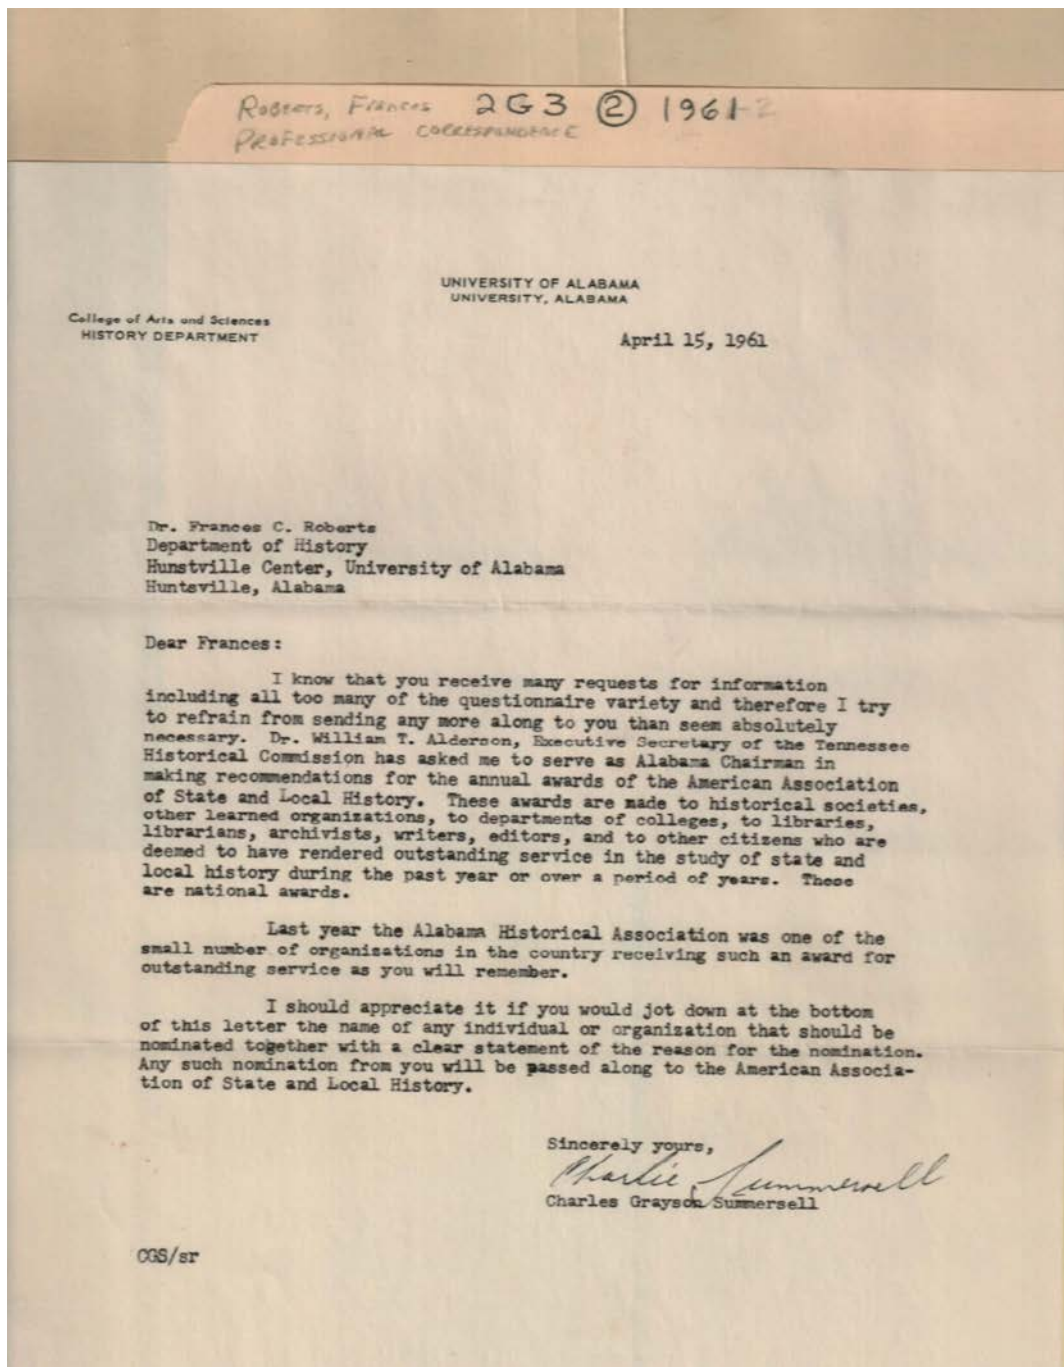 Roberts, Frances 2G3 2 1961-2
PROFESSIONAL CORRESPONDENCE
UNIVERSITY OF ALABAMA
UNIVERSITY, ALABAMA
College of Arts and Sciences
HISTORY DEPARTMENT
April 15, 1961
Dr. Frances C. Roberts
Department of History
Hunstville Center, University of Alabama
Huntsville, Alabama
Dear Frances:
I know that you receive many requests for information
including all too many of the questionnaire variety and therefore I try
to refrain from sending any more along to you than seem absolutely
necessary. Dr. William T. Alderson, Executive Secretary of the Tennessee
Historical Commission has asked me to serve as Alabama Chairman in
making recommendations for the annual awards of the American Association
of State and Local History. These awards are made to historical societies,
other learned organizations, to departments of colleges, to libraries,
librarians, archivists, writers, editors, and to other citizens who are
deemed to have rendered outstanding service in the study of state and
local history during the past year or over a period of years. These
are national awards.
Last year the Alabama Historical Association was one of the
small number of organizations in the country receiving such an award for
outstanding service as you will remember.
I should appreciate it if you would jot down at the bottom
of this letter the name of any individual or organization that should be
nominated together with a clear statement of the reason for the nomination.
Any such nomination from you will be passed along to the American Associa-
tion of State and Local History.
Sincerely yours,
Charlie Summersell
Charles Grayson Summersell
CGS/sr